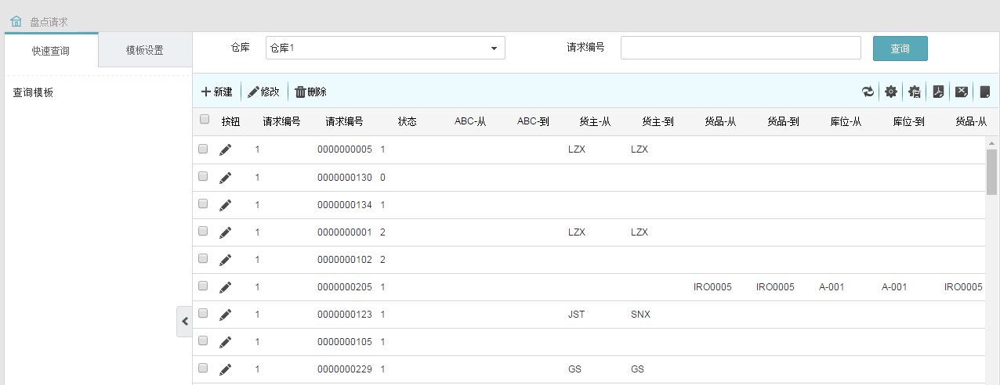 盘点请求
快速查询 模板设置
仓库 仓库1 请求编号 查询
查询模板
新建 修改 删除
按钮 请求编号 请求编号 状态 ABC-从 ABC-到 货主-从 货主-到 货品-从 货品-到 库位-从 库位-到 货品-从
1 0000000005 1 LZX LZX
1 0000000130 0
1 0000000134 1
1 0000000001 2 LZX LZX
1 0000000102 2
1 0000000205 1 IRO0005 IRO0005 A-001 A-001 IRO0005
1 0000000123 1 JST SNX
1 0000000105 1
1 0000000229 1 GS GS